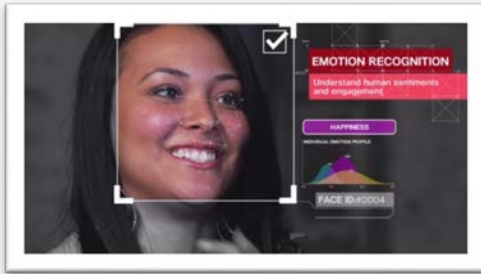 EMOTION RECOGNITION
Understand human sentiments
and engagement
HAPPINESS
INDIVIDUAL EMOTION PROFILE
FACE ID:#0004